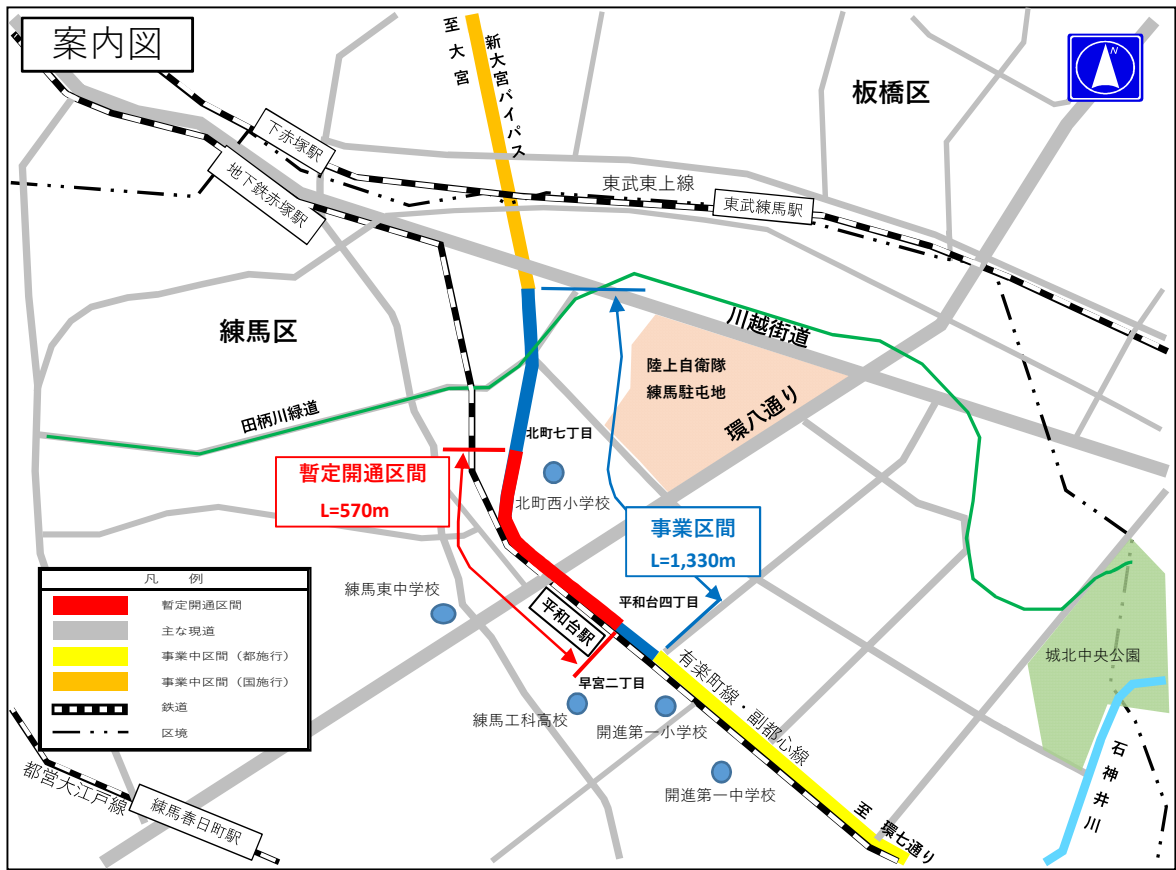 案内図
至大宮
新大宮バイパス
板橋区
N
下赤塚駅
地下鉄赤塚駅
東武東上線
東武練馬駅
練馬区
川越街道
陸上自衛隊
練馬駐屯地
環八通り
田柄川緑道
北町七丁目
暫定開通区間
L=570m
北町西小学校
事業区間
L=1,330m
練馬東中学校
平和台駅
平和台四丁目
早宮二丁目
有楽町線・副都心線
城北中央公園
練馬工科高校
開進第一小学校
開進第一中学校
石神井川
至 環七通り
凡 例
暫定開通区間
主な現道
事業中区間（都施行）
事業中区間（国施行）
鉄道
区境
都営大江戸線
練馬春日町駅